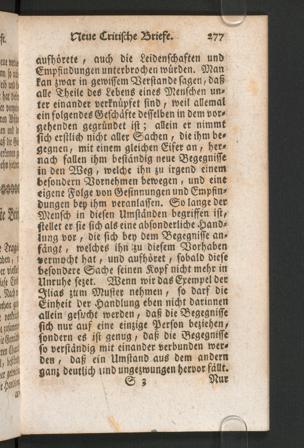 Neue Critische Briefe. 277
aufhörete, auch die Leidenschaften und
Empfindungen unterbrochen würden. Man
kan zwar in gewissem Verstande sagen, daß
alle Theile des Lebens eines Menschen un-
ter einander verknüpfet sind, weil allemal
ein folgendes Geschäfte desselben in dem vor-
gehenden gegründet ist; allein er nimmt
sich erstlich nicht aller Sachen, die ihm be-
gegnen, mit einem gleichen Eifer an, her-
nach fallen ihm beständig neue Begegnisse
in den Weg, welche ihn zu irgend einem
besondern Vornehmen bewegen, und eine
eigene Folge von Gesinnungen und Empfin-
dungen bey ihm veranlassen. So lange der
Mensch in diesen Umständen begriffen ist,
stellet er sie sich als eine absonderliche Hand-
lung vor, die sich bey dem Begegnisse an-
fängt, welches ihn zu diesem Vorhaben
vermocht hat, und aufhöret, sobald diese
besondere Sache seinen Kopf nicht mehr in
Unruhe sezet. Wenn wir das Exempel der
Ilias zum Muster nehmen, so darf die
Einheit der Handlung eben nicht darinnen
allein gesucht werden, daß die Begegnisse
sich nur auf eine einzige Person beziehen,
sondern es ist genug, daß die Begegnisse
so verständig mit einander verbunden wer-
den, daß ein Umstand aus dem andern
ganz deutlich und ungezwungen hervor fällt.
S 3 Nur